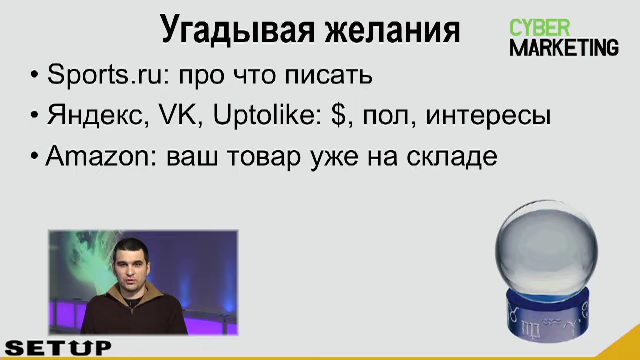 Угадывая желания
CYBER
MARKETING
• Sports.ru: про что писать
• Яндекс, VK, Uptolike: $, пол, интересы
• Amazon: ваш товар уже на складе
SETUP